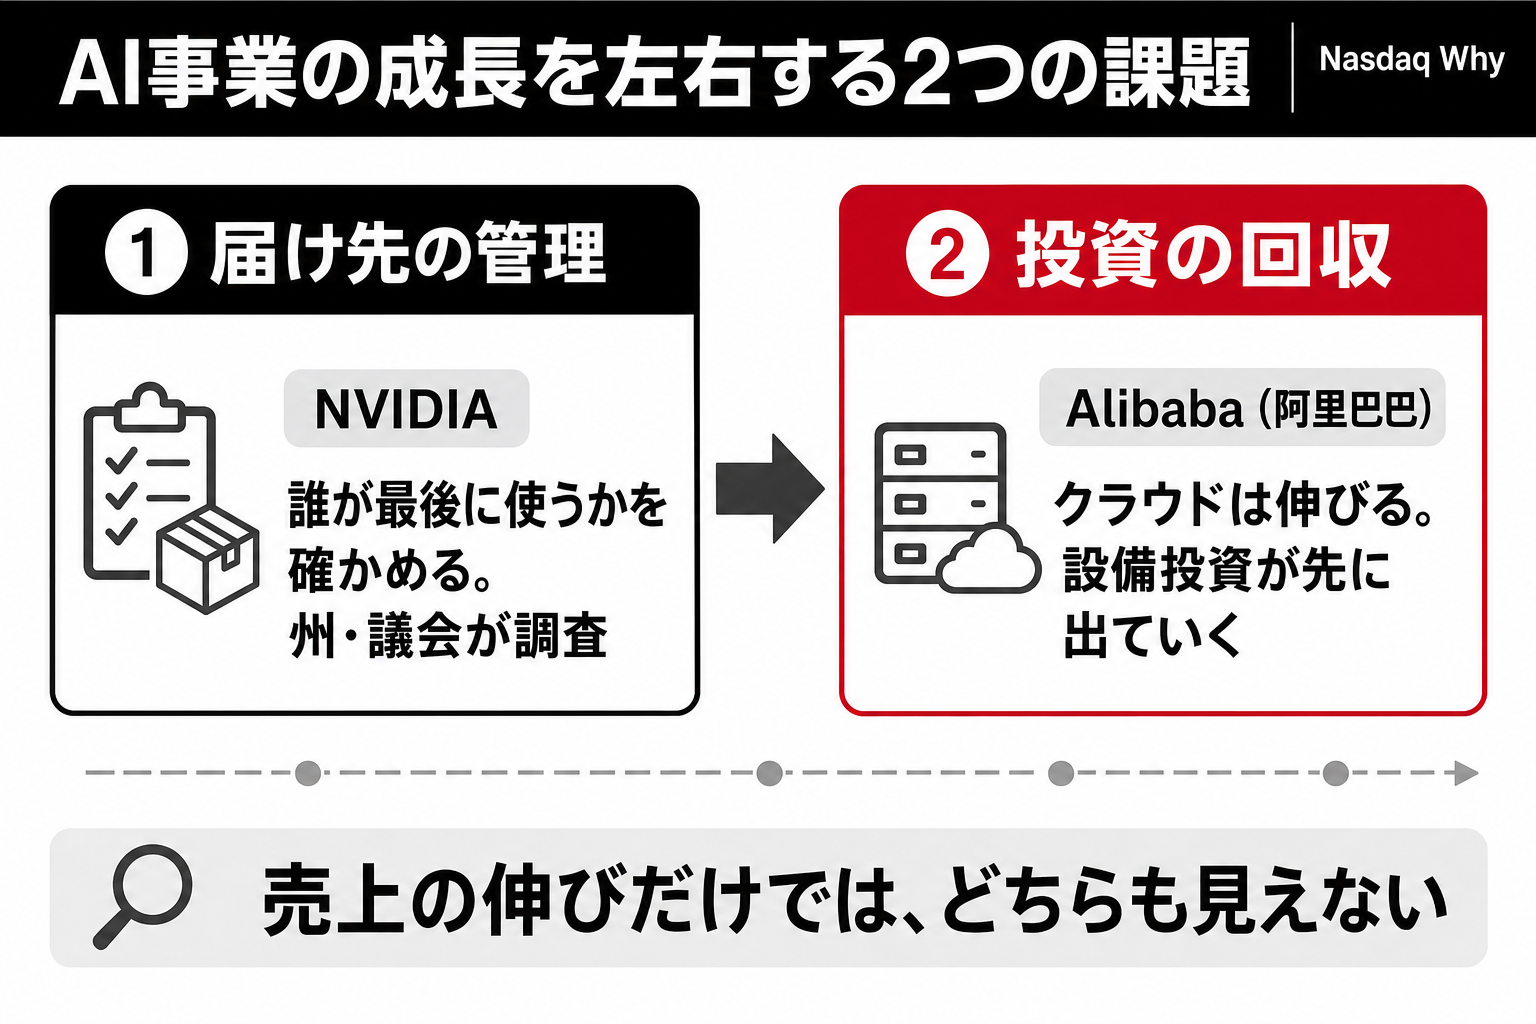 AI事業の成長を左右する2つの課題
Nasdaq Why
1 届け先の管理
NVIDIA
誰が最後に使うかを
確かめる。
州・議会が調査
2 投資の回収
Alibaba（阿里巴巴）
クラウドは伸びる。
設備投資が先に
出ていく
売上の伸びだけでは、どちらも見えない